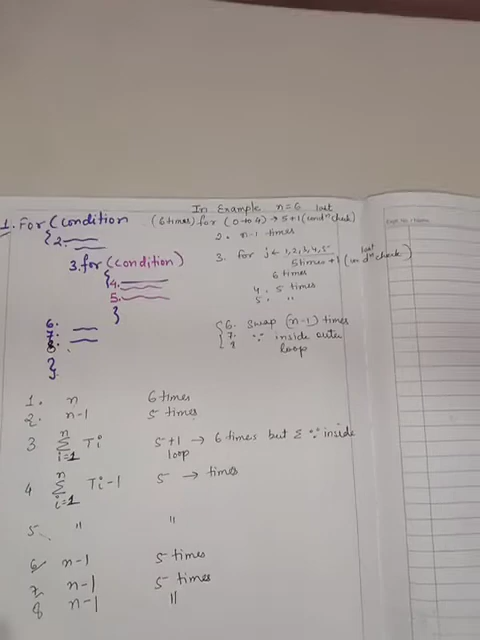 In Example n=6 last
1. For (condition (6 times) for (0 to 4) → 5+1 (condn check)
{2. 2. n-1 times
3. for (condition) 3. for j ← 1,2,3,4,5 last
{4. 5 times +1 (condn check)
5. 6 times
} 4. 5 times
5. "
6. {6. swap (n-1) times
7. 7. ∵ inside outer
8. 8 loop
}
1. n 6 times
2. n-1 5 times
3 n∑i=1 Ti 5+1 → 6 times but Σ ∵ inside
loop
4 n∑i=1 Ti-1 5 → times
5 " "
6 n-1 5 times
7 n-1 5 times
8 n-1 "